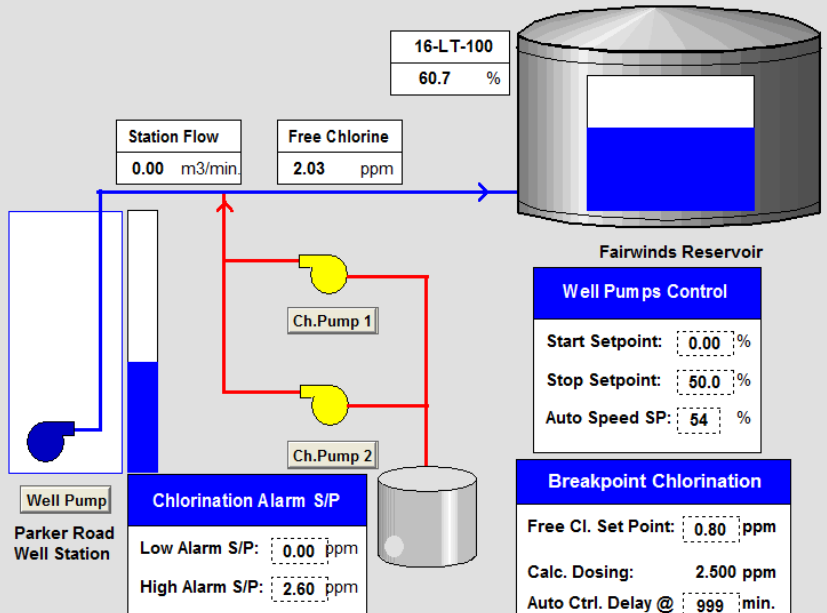 16-LT-100
60.7 %
Station Flow
0.00 m3/min.
Free Chlorine
2.03 ppm
Fairwinds Reservoir
Ch.Pump 1
Ch.Pump 2
Well Pump
Parker Road
Well Station
Well Pumps Control
Start Setpoint: 0.00 %
Stop Setpoint: 50.0 %
Auto Speed SP: 54 %
Chlorination Alarm S/P
Low Alarm S/P: 0.00 ppm
High Alarm S/P: 2.60 ppm
Breakpoint Chlorination
Free Cl. Set Point: 0.80 ppm
Calc. Dosing: 2.500 ppm
Auto Ctrl. Delay @ 999 min.